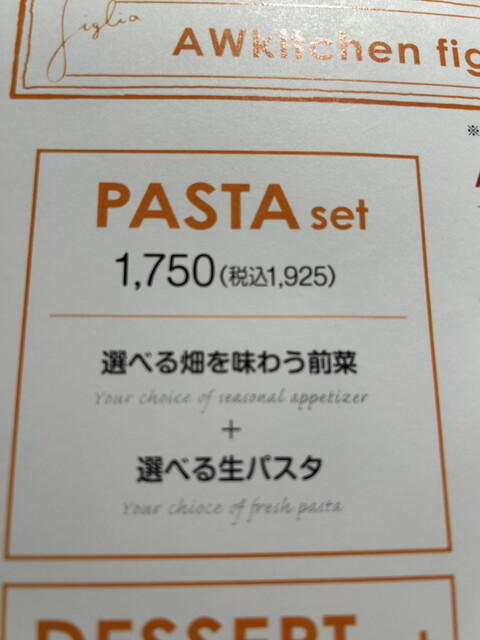 figlia
AWkitchen fig
※
PASTA set
1,750(税込1,925)
選べる畑を味わう前菜
Your choice of seasonal appetizer
+
選べる生パスタ
Your chioce of fresh pasta
DESSERT